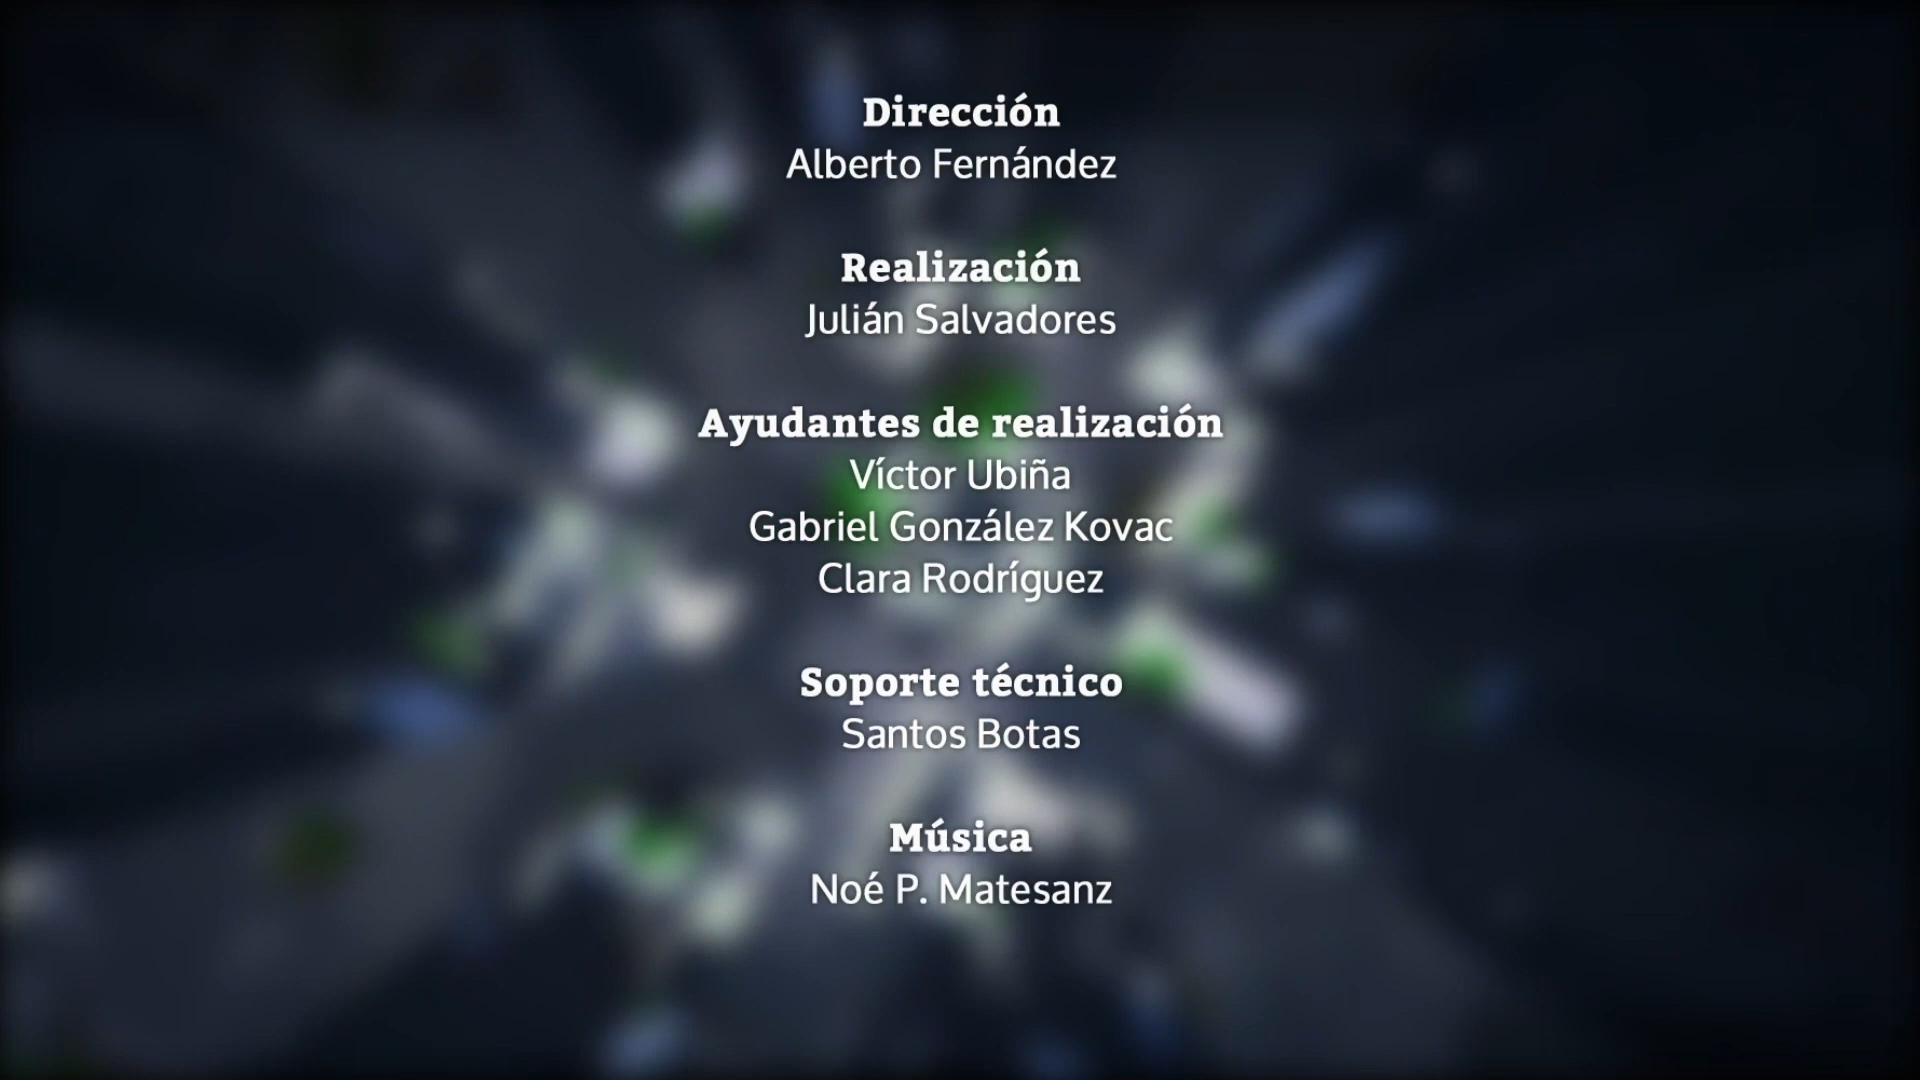 Dirección
Alberto Fernández
Realización
Julián Salvadores
Ayudantes de realización
Víctor Ubiña
Gabriel González Kovac
Clara Rodríguez
Soporte técnico
Santos Botas
Música
Noé P. Matesanz